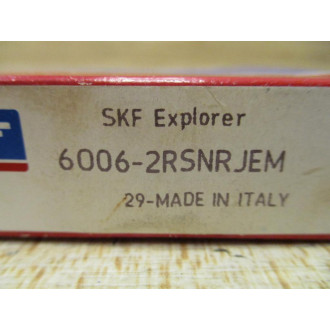 SKF Explorer
6006-2RSNRJEM
29-MADE IN ITALY